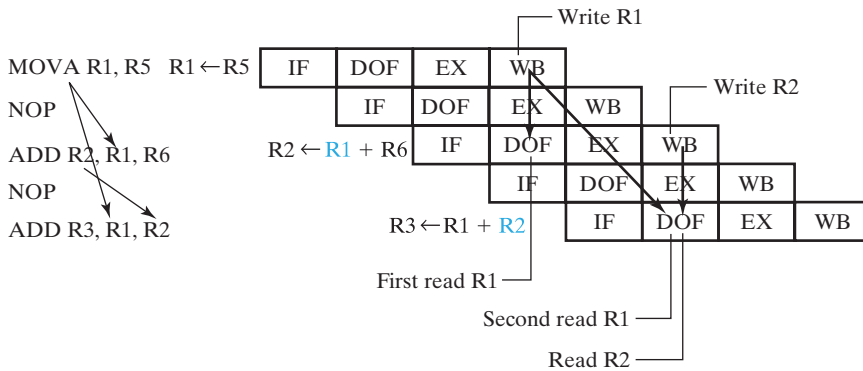 Write R1
MOVA R1, R5 R1 ← R5 IF DOF EX WB
Write R2
NOP IF DOF EX WB
ADD R2, R1, R6 R2 ← R1 + R6 IF DOF EX WB
NOP IF DOF EX WB
ADD R3, R1, R2 R3 ← R1 + R2 IF DOF EX WB
First read R1
Second read R1
Read R2